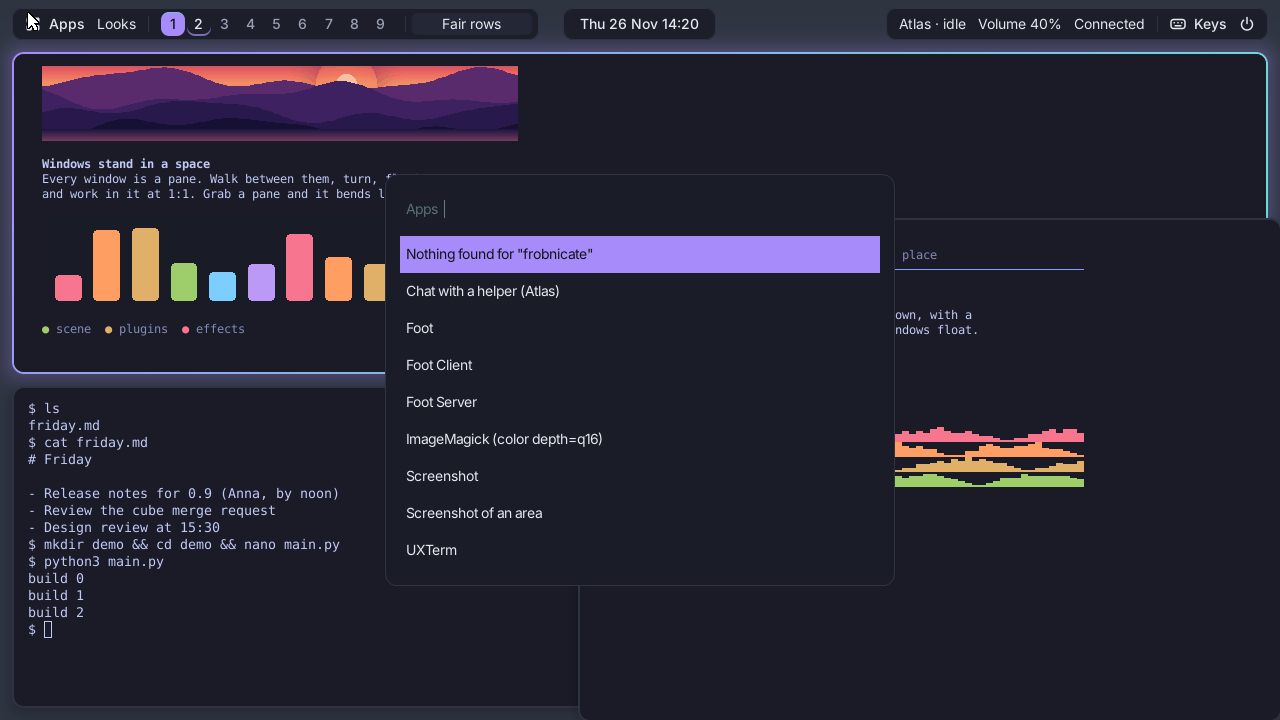 Apps Looks 1 2 3 4 5 6 7 8 9 Fair rows Thu 26 Nov 14:20 Atlas · idle Volume 40% Connected Keys
Windows stand in a space
Every window is a pane. Walk between them, turn,
and work in it at 1:1. Grab a pane and it bends
scene plugins effects
$ ls
friday.md
$ cat friday.md
# Friday
- Release notes for 0.9 (Anna, by noon)
- Review the cube merge request
- Design review at 15:30
$ mkdir demo && cd demo && nano main.py
$ python3 main.py
build 0
build 1
build 2
$
Apps
Nothing found for "frobnicate"
Chat with a helper (Atlas)
Foot
Foot Client
Foot Server
ImageMagick (color depth=q16)
Screenshot
Screenshot of an area
UXTerm
place
own, with a
ndows float.